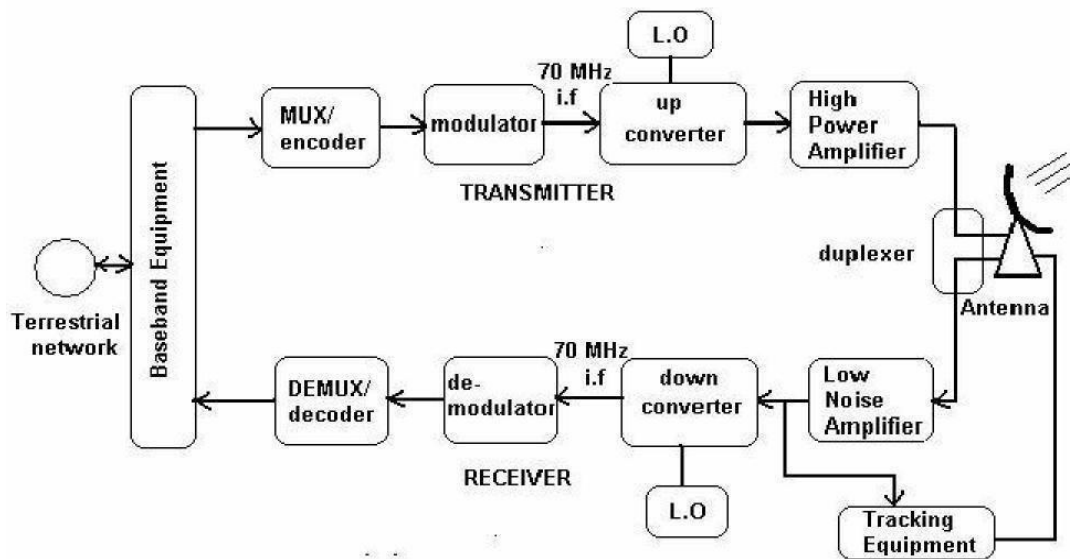 L.O
70 MHz
i.f
MUX/
encoder
modulator
up
converter
High
Power
Amplifier
TRANSMITTER
Baseband Equipment
duplexer
Antenna
Terrestrial
network
70 MHz
i.f
DEMUX/
decoder
de-
modulator
down
converter
Low
Noise
Amplifier
RECEIVER
L.O
Tracking
Equipment